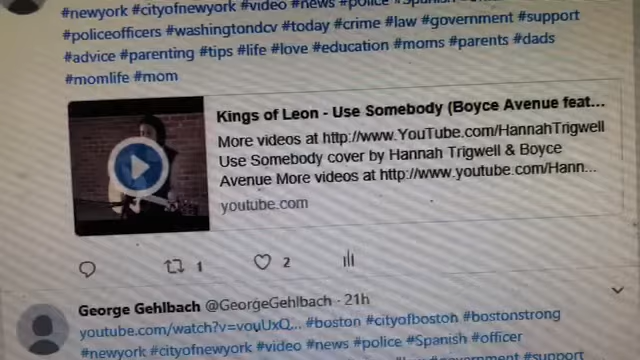 #newyork #cityofnewyork #video #news #police #Spanish
#policeofficers #washingtondcv #today #crime #law #government #support
#advice #parenting #tips #life #love #education #moms #parents #dads
#momlife #mom
Kings of Leon - Use Somebody (Boyce Avenue feat...
More videos at http://www.YouTube.com/HannahTrigwell
Use Somebody cover by Hannah Trigwell & Boyce
Avenue More videos at http://www.youtube.com/Hann...
youtube.com
1 2
George Gehlbach @GeorgeGehlbach · 21h
#boston #cityofboston #bostonstrong
#newyork #cityofnewyork #video #news #police #Spanish #officer
#government #support